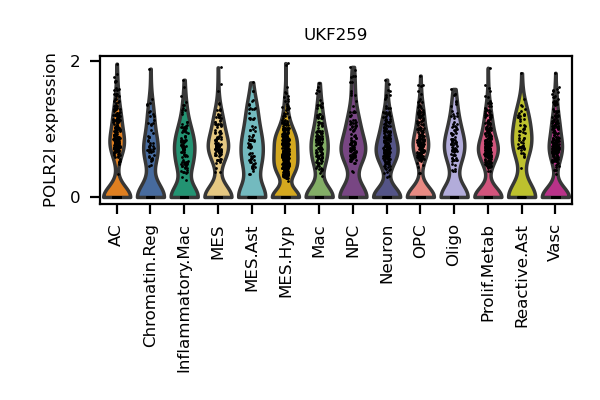 UKF259
POLR2I expression
2
0
AC
Chromatin.Reg
Inflammatory.Mac
MES
MES.Ast
MES.Hyp
Mac
NPC
Neuron
OPC
Oligo
Prolif.Metab
Reactive.Ast
Vasc